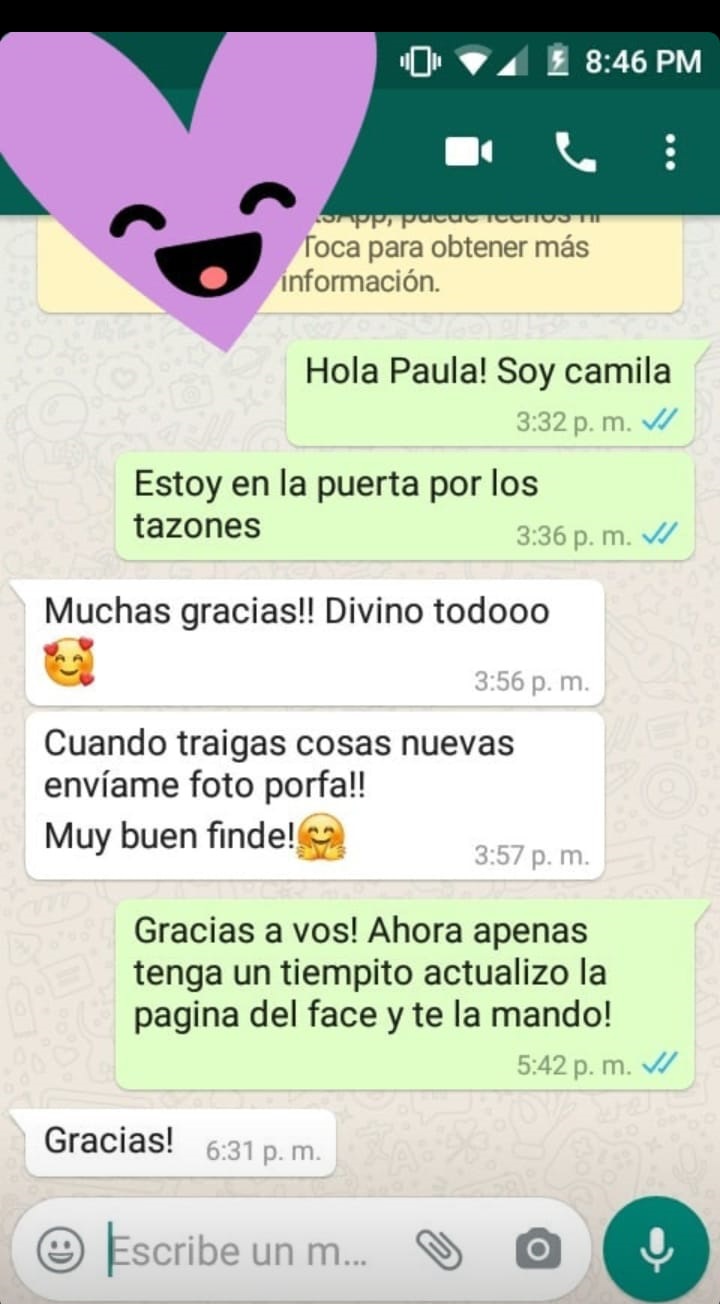 8:46 PM
Toca para obtener más
información.
Hola Paula! Soy camila
3:32 p. m.
Estoy en la puerta por los
tazones
3:36 p. m.
Muchas gracias!! Divino todooo
3:56 p. m.
Cuando traigas cosas nuevas
envíame foto porfa!!
Muy buen finde!
3:57 p. m.
Gracias a vos! Ahora apenas
tenga un tiempito actualizo la
pagina del face y te la mando!
5:42 p. m.
Gracias!
6:31 p. m.
Escribe un m...